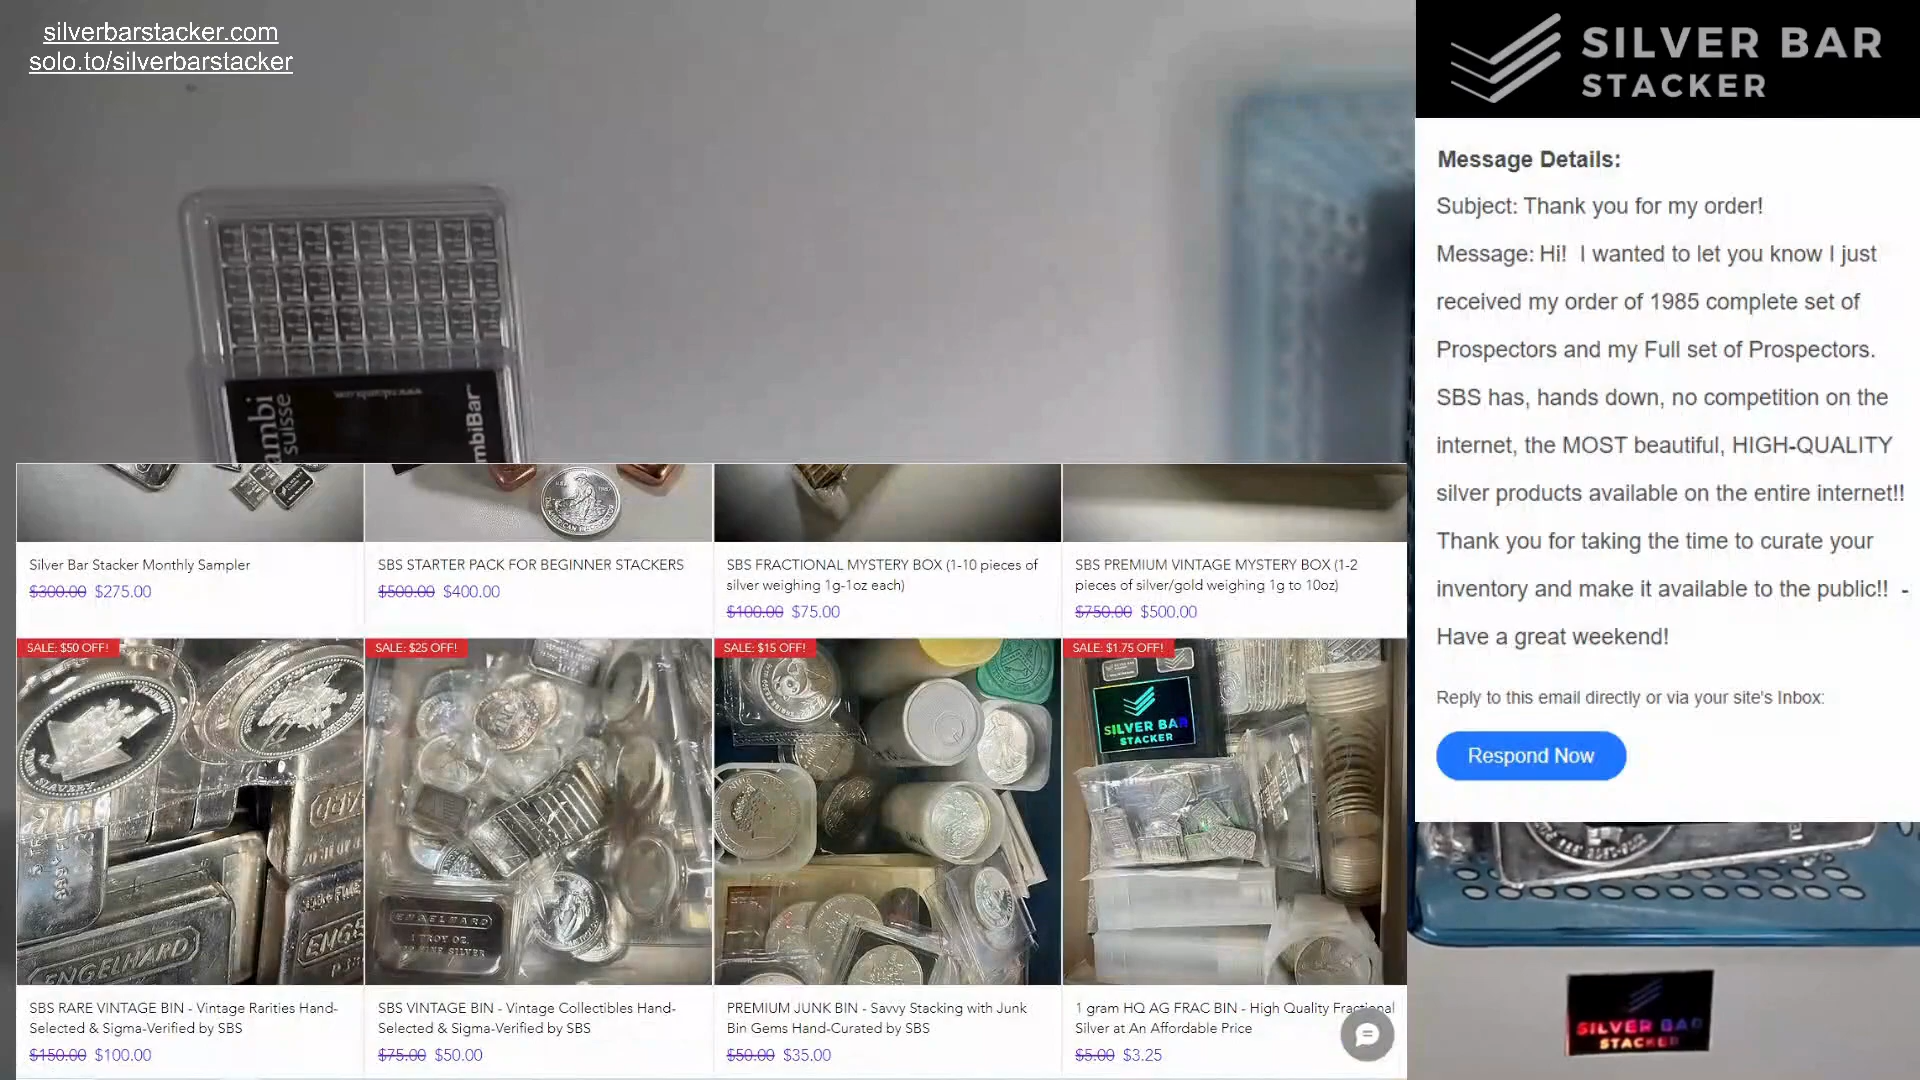 silverbarstacker.com
solo.to/silverbarstacker
SILVER BAR
STACKER
Message Details:
Subject: Thank you for my order!
Message: Hi!  I wanted to let you know I just
received my order of 1985 complete set of
Prospectors and my Full set of Prospectors.
SBS has, hands down, no competition on the
internet, the MOST beautiful, HIGH-QUALITY
silver products available on the entire internet!!
Thank you for taking the time to curate your
inventory and make it available to the public!!  -
Have a great weekend!
Reply to this email directly or via your site's Inbox:
Respond Now
ambi
suisse
mbiBar
Silver Bar Stacker Monthly Sampler
$300.00 $275.00
SBS STARTER PACK FOR BEGINNER STACKERS
$500.00 $400.00
SBS FRACTIONAL MYSTERY BOX (1-10 pieces of
silver weighing 1g-1oz each)
$100.00 $75.00
SBS PREMIUM VINTAGE MYSTERY BOX (1-2
pieces of silver/gold weighing 1g to 10oz)
$750.00 $500.00
SALE: $50 OFF!
SALE: $25 OFF!
SALE: $15 OFF!
SALE: $1.75 OFF!
SILVER BAR
STACKER
ENGELHARD
ENGE
ENGELHARD
1 TROY OZ.
SBS RARE VINTAGE BIN - Vintage Rarities Hand-
Selected & Sigma-Verified by SBS
$150.00 $100.00
SBS VINTAGE BIN - Vintage Collectibles Hand-
Selected & Sigma-Verified by SBS
$75.00 $50.00
PREMIUM JUNK BIN - Savvy Stacking with Junk
Bin Gems Hand-Curated by SBS
$50.00 $35.00
1 gram HQ AG FRAC BIN - High Quality Fractional
Silver at An Affordable Price
$5.00 $3.25
SILVER BAR
STACKER